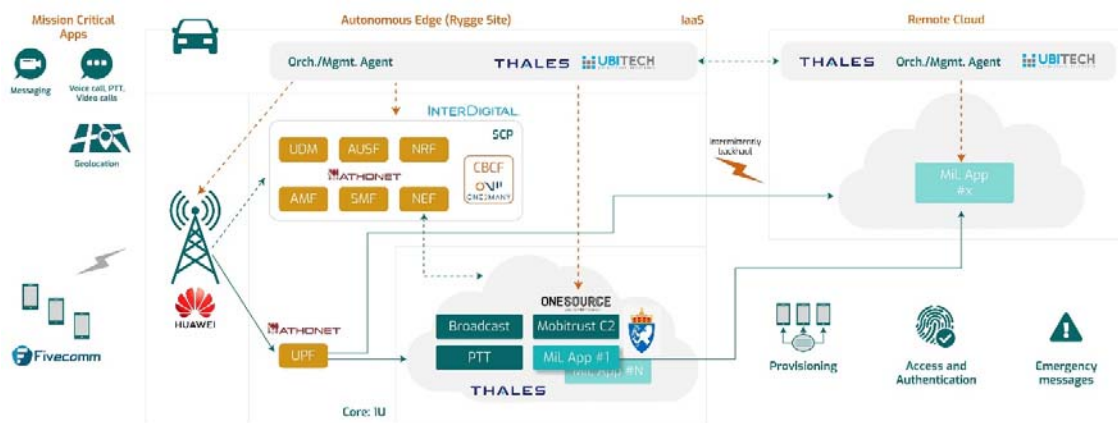 Mission Critical
Apps
Messaging
Voice call, PTT,
Video calls
Geolocation
Fivecomm
HUAWEI
Autonomous Edge (Rygge Site)
IaaS
Orch./Mgmt. Agent
THALES
UBITECH
INTERDIGITAL
SCP
UDM
AUSF
NRF
ATHONET
AMF
SMF
NEF
CBCF
ONE2MANY
ATHONET
UPF
Core: 1U
ONESOURCE
Broadcast
Mobitrust C2
PTT
Mil. App #1
Mil. App #N
THALES
Intermittently
backhaul
Remote Cloud
THALES
Orch./Mgmt. Agent
UBITECH
Mil. App
#x
Provisioning
Access and
Authentication
Emergency
messages